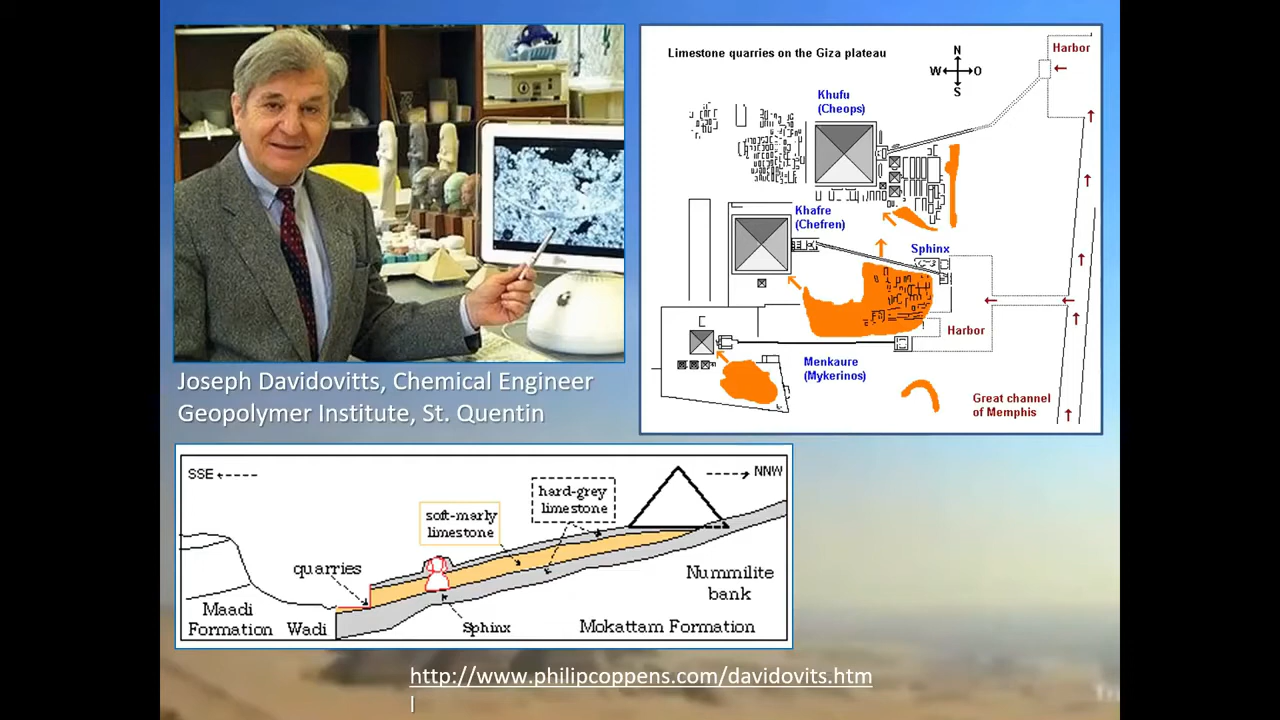 Joseph Davidovitts, Chemical Engineer
Geopolymer Institute, St. Quentin
Limestone quarries on the Giza plateau
N
W
O
S
Harbor
Khufu
(Cheops)
Khafre
(Chefren)
Sphinx
Harbor
Menkaure
(Mykerinos)
Great channel
of Memphis
SSE
NNW
hard-grey
limestone
soft-marly
limestone
quarries
Nummilite
bank
Maadi
Formation
Wadi
Sphinx
Mokattam Formation
http://www.philipcoppens.com/davidovits.htm
l